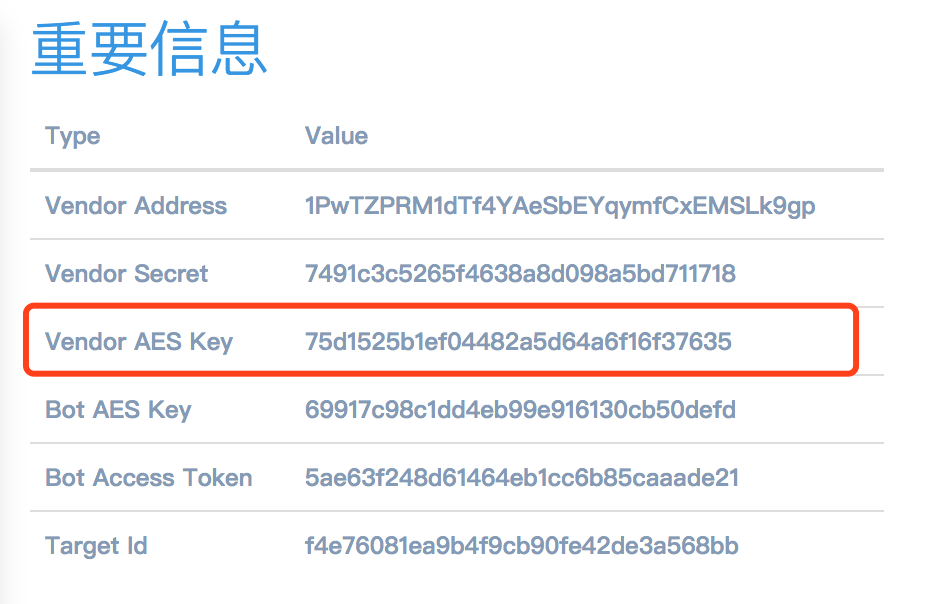 重要信息
Type Value
Vendor Address 1PwTZPRM1dTf4YAeSbEYqymfCxEMSLk9gp
Vendor Secret 7491c3c5265f4638a8d098a5bd711718
Vendor AES Key 75d1525b1ef04482a5d64a6f16f37635
Bot AES Key 69917c98c1dd4eb99e916130cb50defd
Bot Access Token 5ae63f248d61464eb1cc6b85caaade21
Target Id f4e76081ea9b4f9cb90fe42de3a568bb